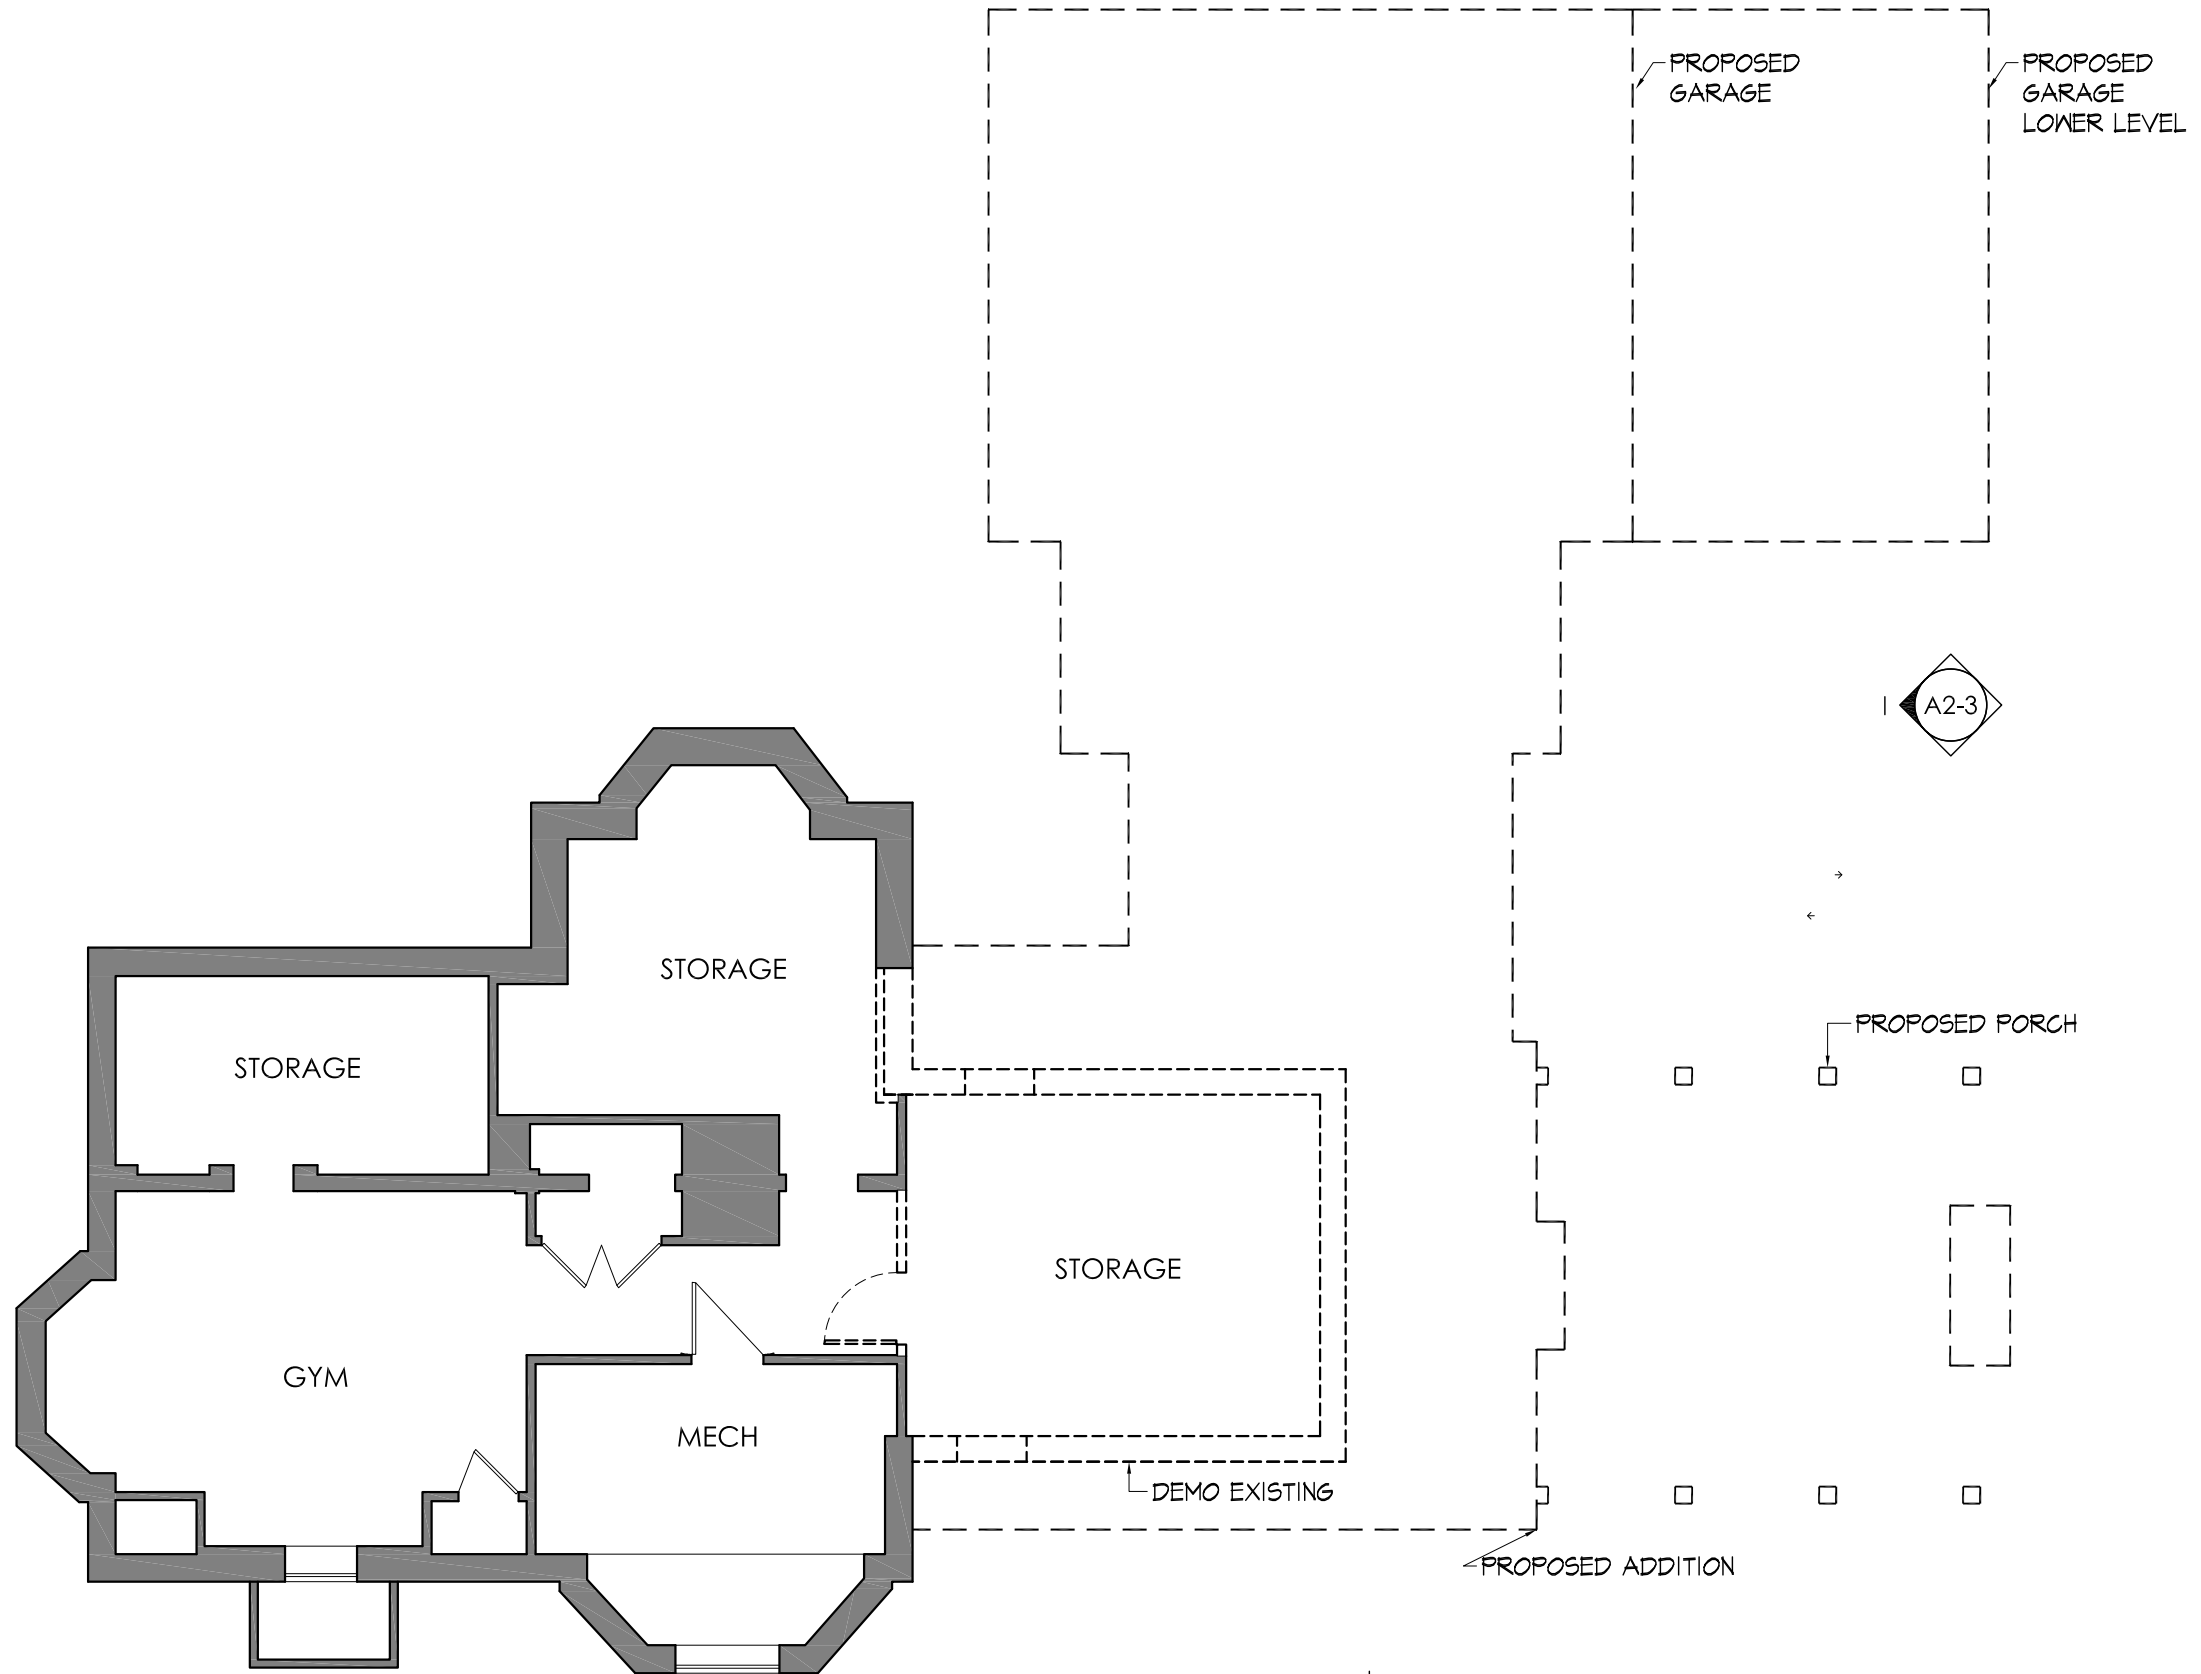 PROPOSED
GARAGE
PROPOSED
GARAGE
LOWER LEVEL
1
A2-3
STORAGE
PROPOSED PORCH
STORAGE
STORAGE
GYM
MECH
DEMO EXISTING
PROPOSED ADDITION